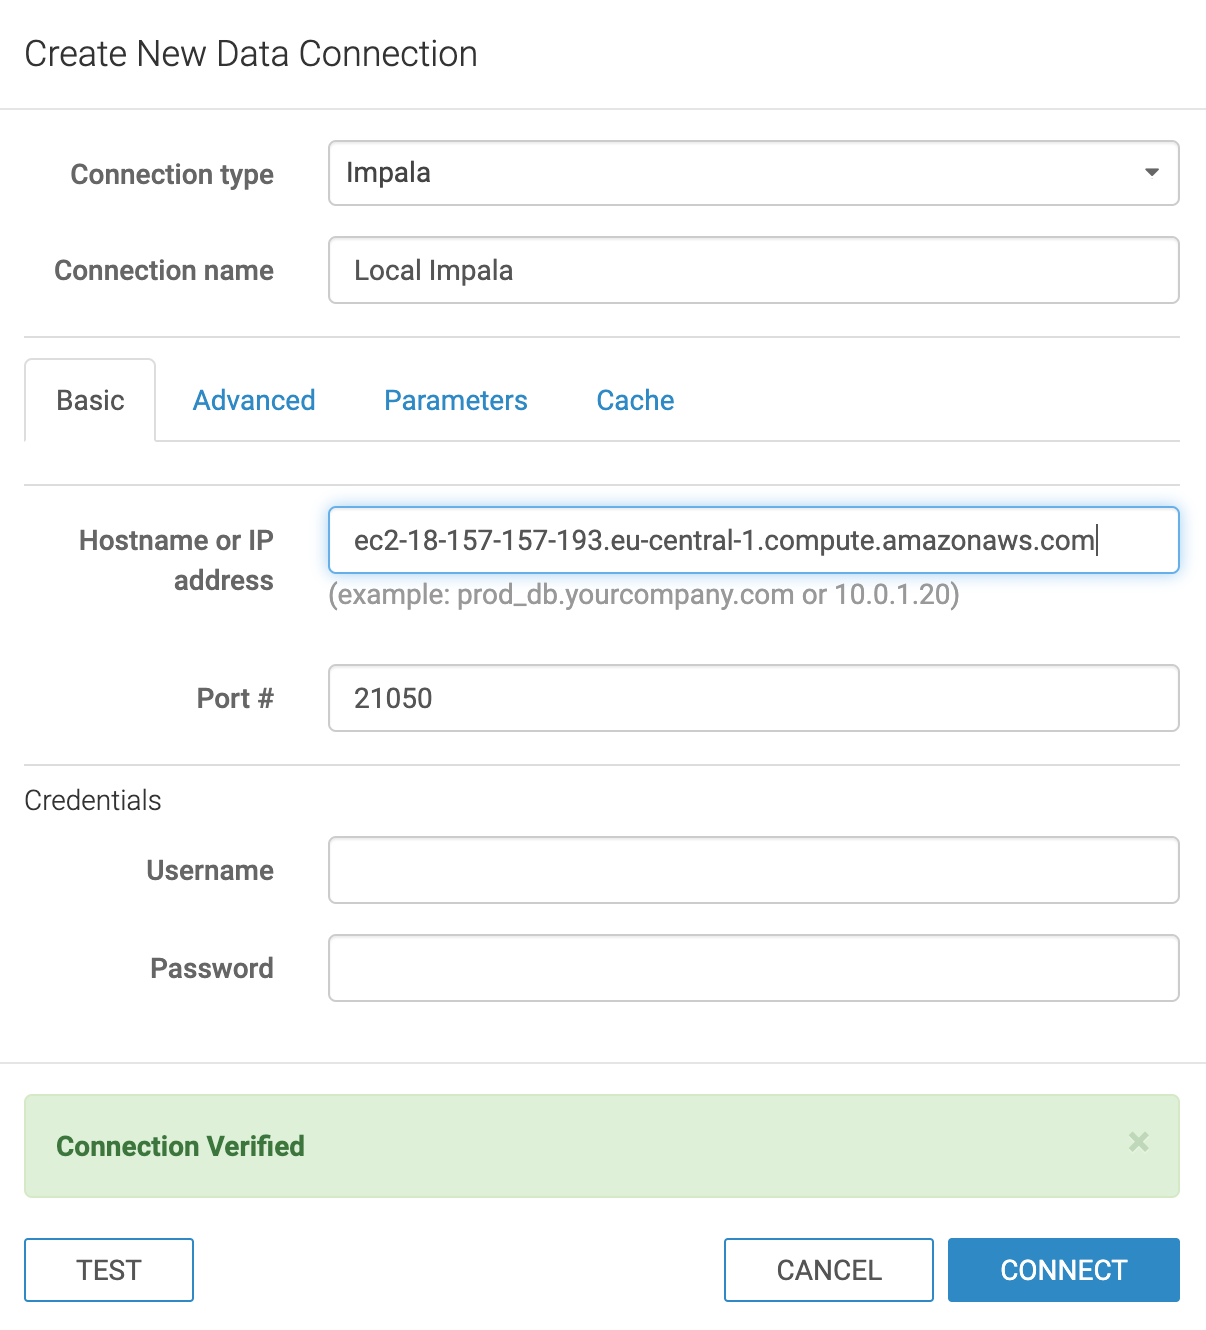 Create New Data Connection
Connection type
Impala
Connection name
Local Impala
Basic
Advanced
Parameters
Cache
Hostname or IP
address
ec2-18-157-157-193.eu-central-1.compute.amazonaws.com
(example: prod_db.yourcompany.com or 10.0.1.20)
Port #
21050
Credentials
Username
Password
Connection Verified
×
TEST
CANCEL
CONNECT